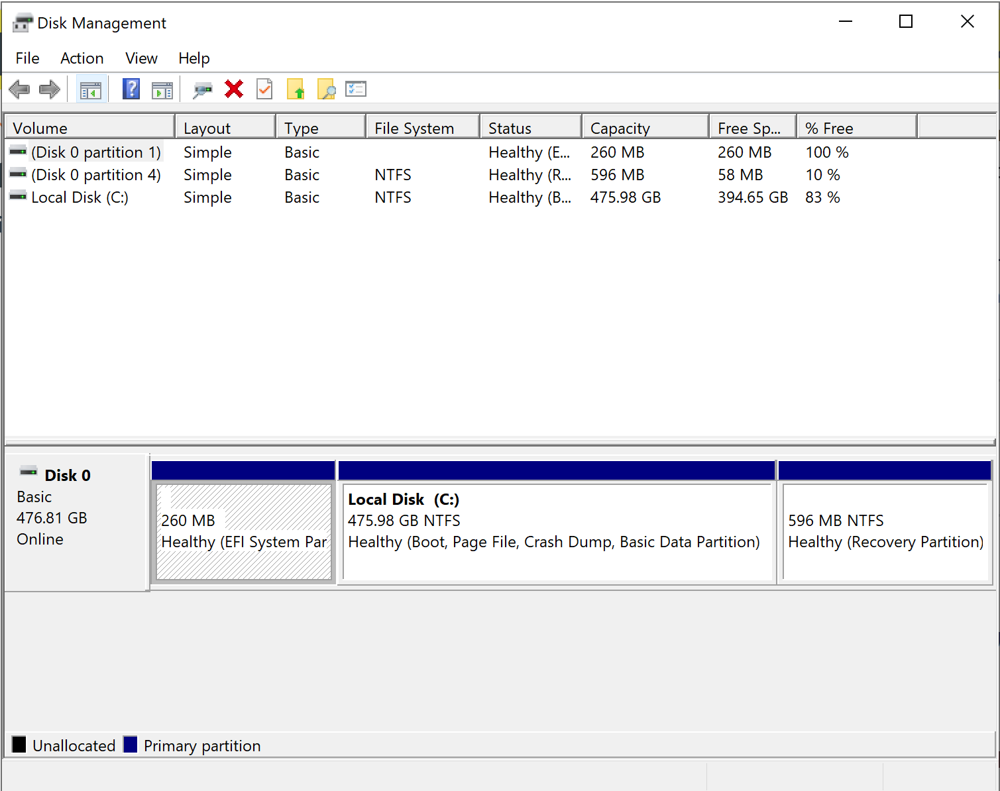 Disk Management
File Action View Help
Volume Layout Type File System Status Capacity Free Sp... % Free
(Disk 0 partition 1) Simple Basic Healthy (E... 260 MB 260 MB 100 %
(Disk 0 partition 4) Simple Basic NTFS Healthy (R... 596 MB 58 MB 10 %
Local Disk (C:) Simple Basic NTFS Healthy (B... 475.98 GB 394.65 GB 83 %
Disk 0
Basic
476.81 GB
Online
260 MB
Healthy (EFI System Par
Local Disk (C:)
475.98 GB NTFS
Healthy (Boot, Page File, Crash Dump, Basic Data Partition)
596 MB NTFS
Healthy (Recovery Partition)
Unallocated Primary partition